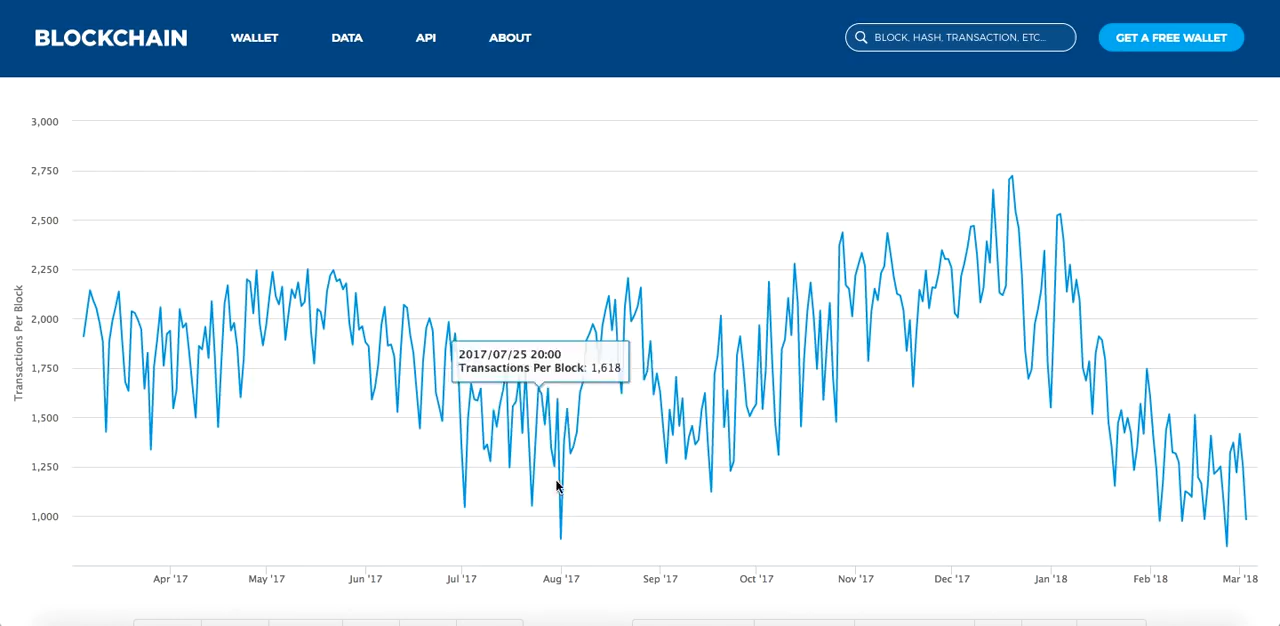 BLOCKCHAIN WALLET DATA API ABOUT BLOCK, HASH, TRANSACTION, ETC... GET A FREE WALLET
Transactions Per Block
3,000
2,750
2,500
2,250
2,000
1,750
1,500
1,250
1,000
2017/07/25 20:00
Transactions Per Block: 1,618
Apr '17 May '17 Jun '17 Jul '17 Aug '17 Sep '17 Oct '17 Nov '17 Dec '17 Jan '18 Feb '18 Mar '18